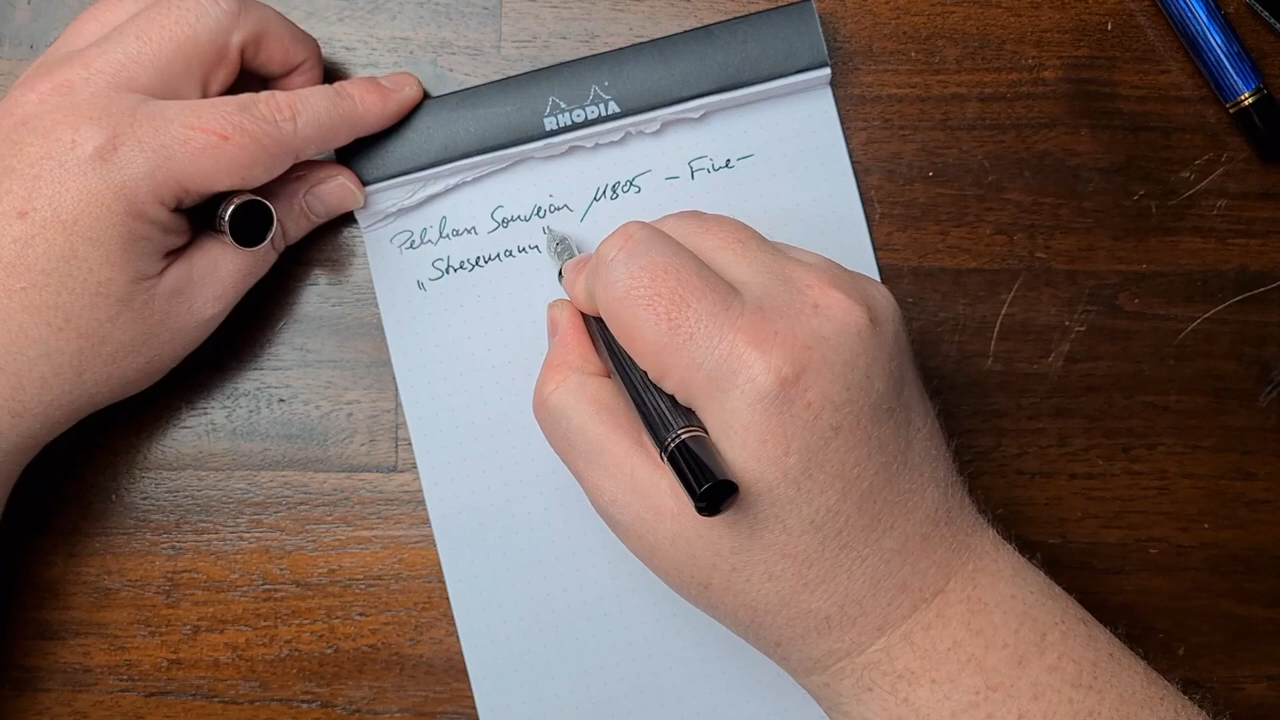 RHODIA
Pelikan Souverän M805 - Fine-
„Stresemann"